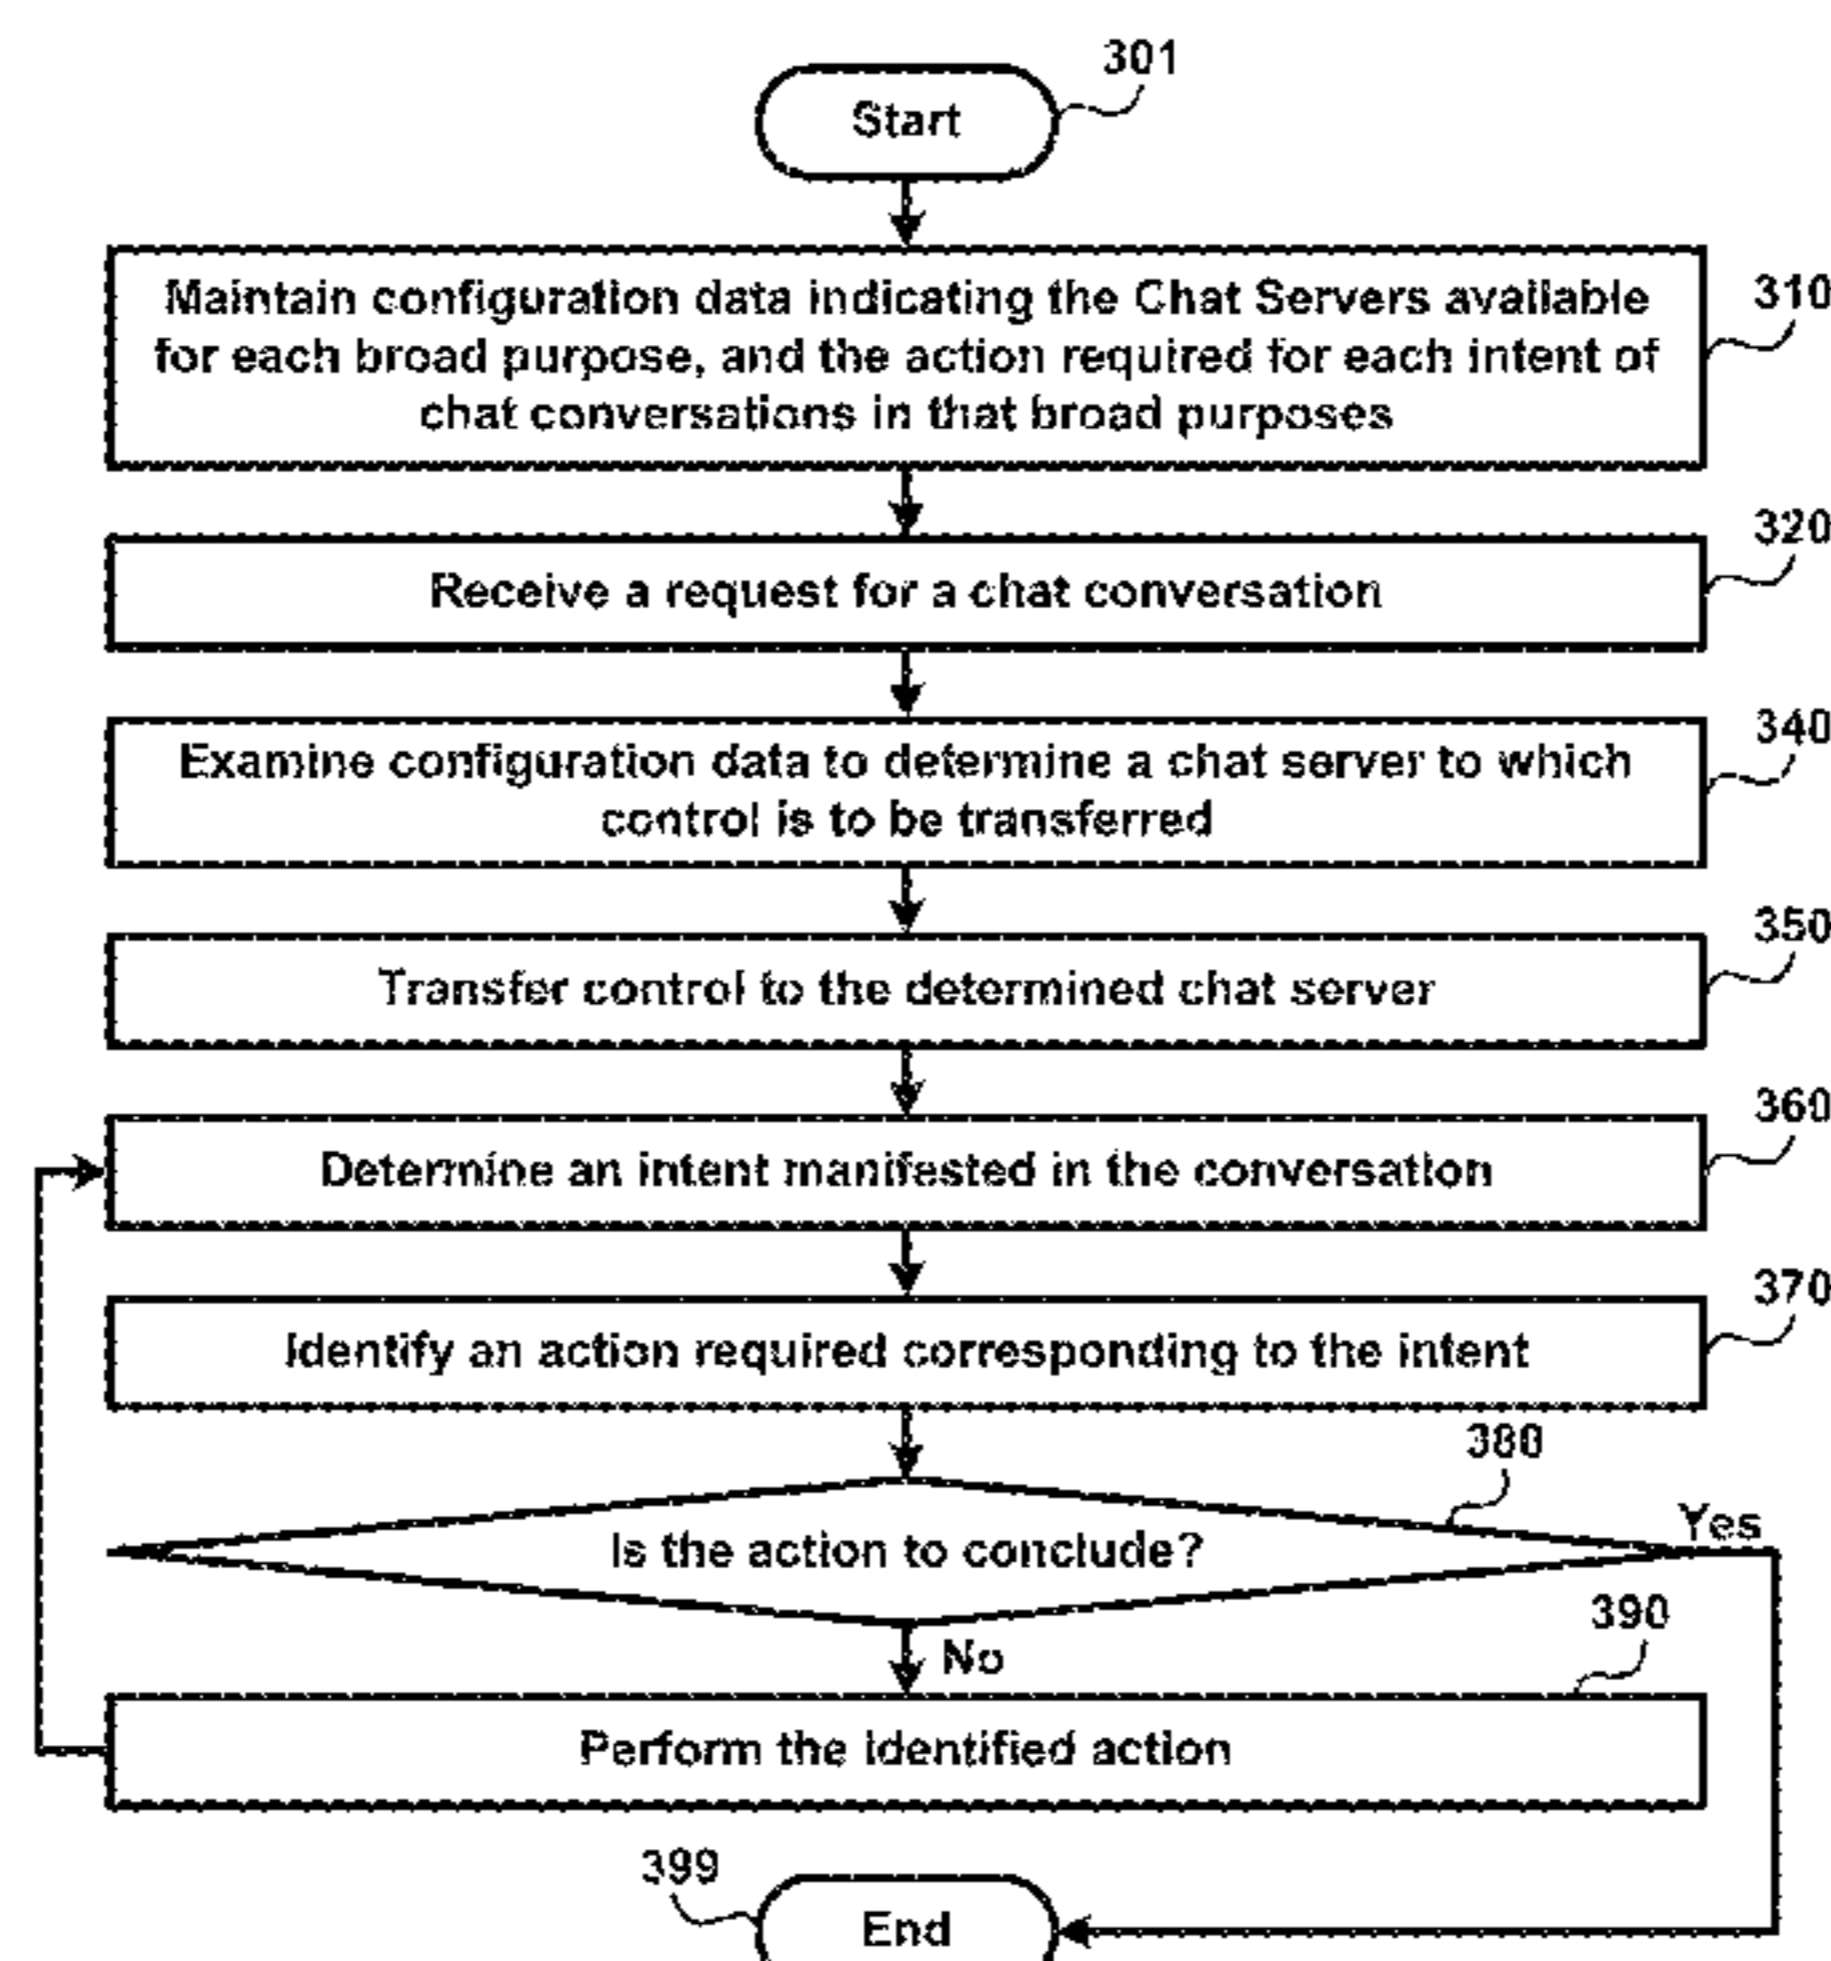 301
Start
310
Maintain configuration data indicating the Chat Servers available
for each broad purpose, and the action required for each intent of
chat conversations in that broad purposes
320
Receive a request for a chat conversation
340
Examine configuration data to determine a chat server to which
control is to be transferred
350
Transfer control to the determined chat server
360
Determine an intent manifested in the conversation
370
Identify an action required corresponding to the intent
380
Is the action to conclude?
Yes
No
390
Perform the identified action
399
End